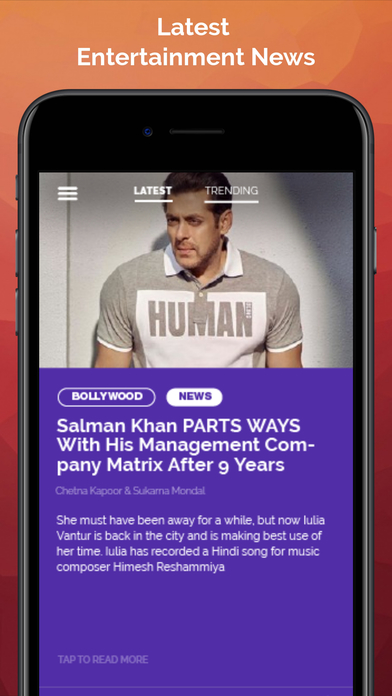 Latest
Entertainment News
LATEST
TRENDING
HUMAN
BOLLYWOOD
NEWS
Salman Khan PARTS WAYS
With His Management Com-
pany Matrix After 9 Years
Chetna Kapoor & Sukarna Mondal
She must have been away for a while, but now Iulia
Vantur is back in the city and is making best use of
her time. Iulia has recorded a Hindi song for music
composer Himesh Reshammiya
TAP TO READ MORE